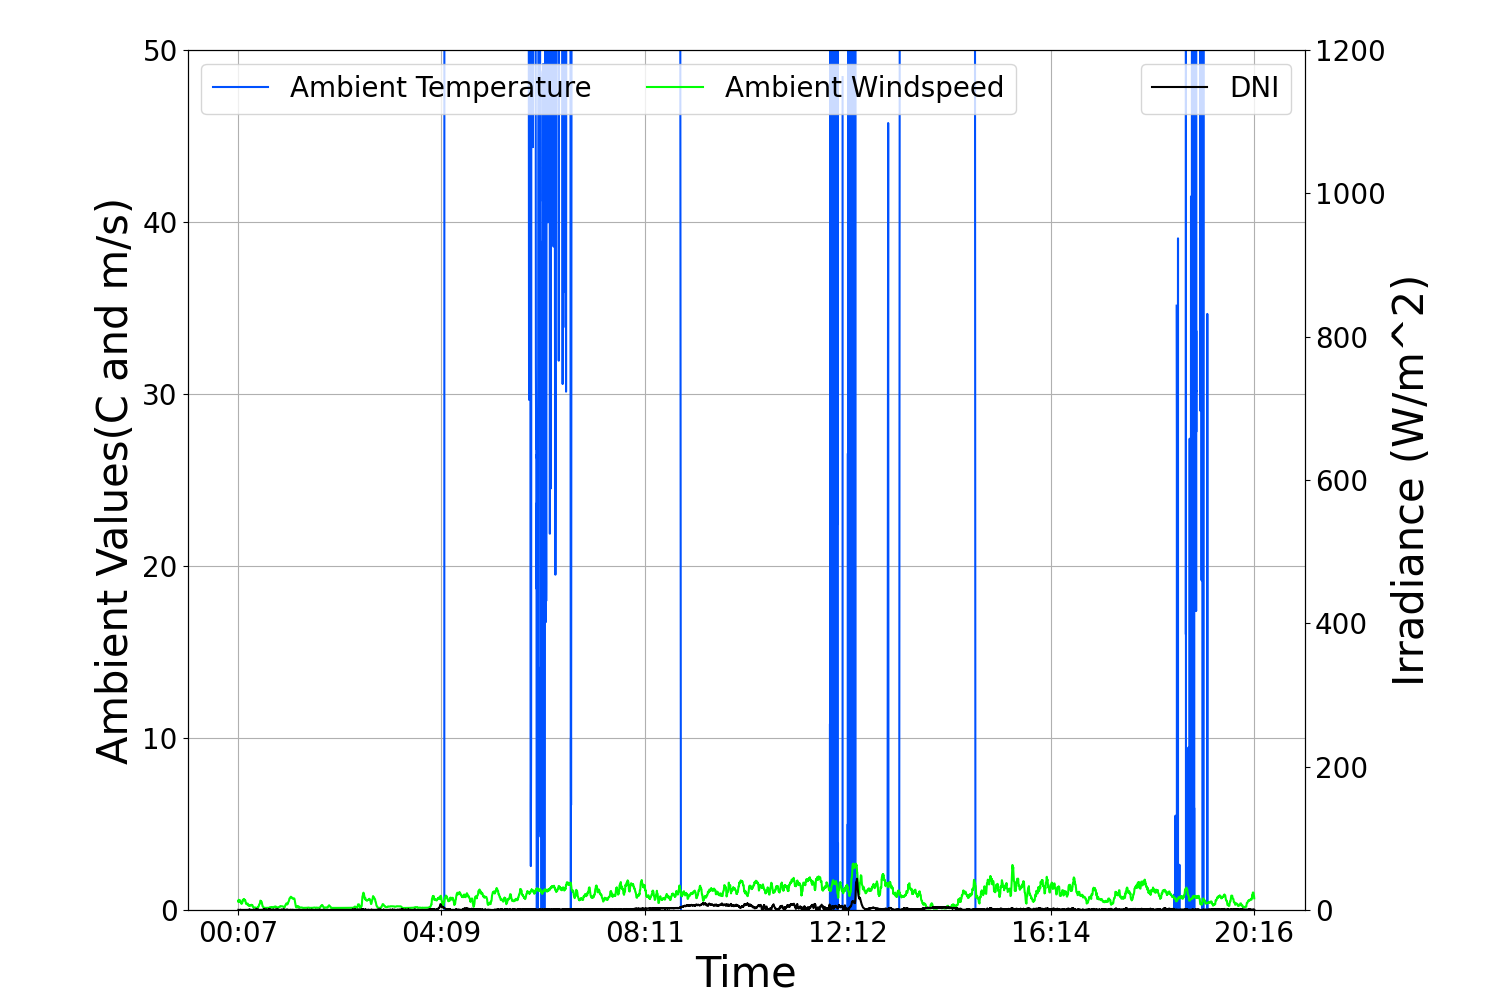 Ambient Temperature
Ambient Windspeed
DNI
50
40
30
20
10
0
1200
1000
800
600
400
200
0
Ambient Values(C and m/s)
Irradiance (W/m^2)
00:07 04:09 08:11 12:12 16:14 20:16
Time